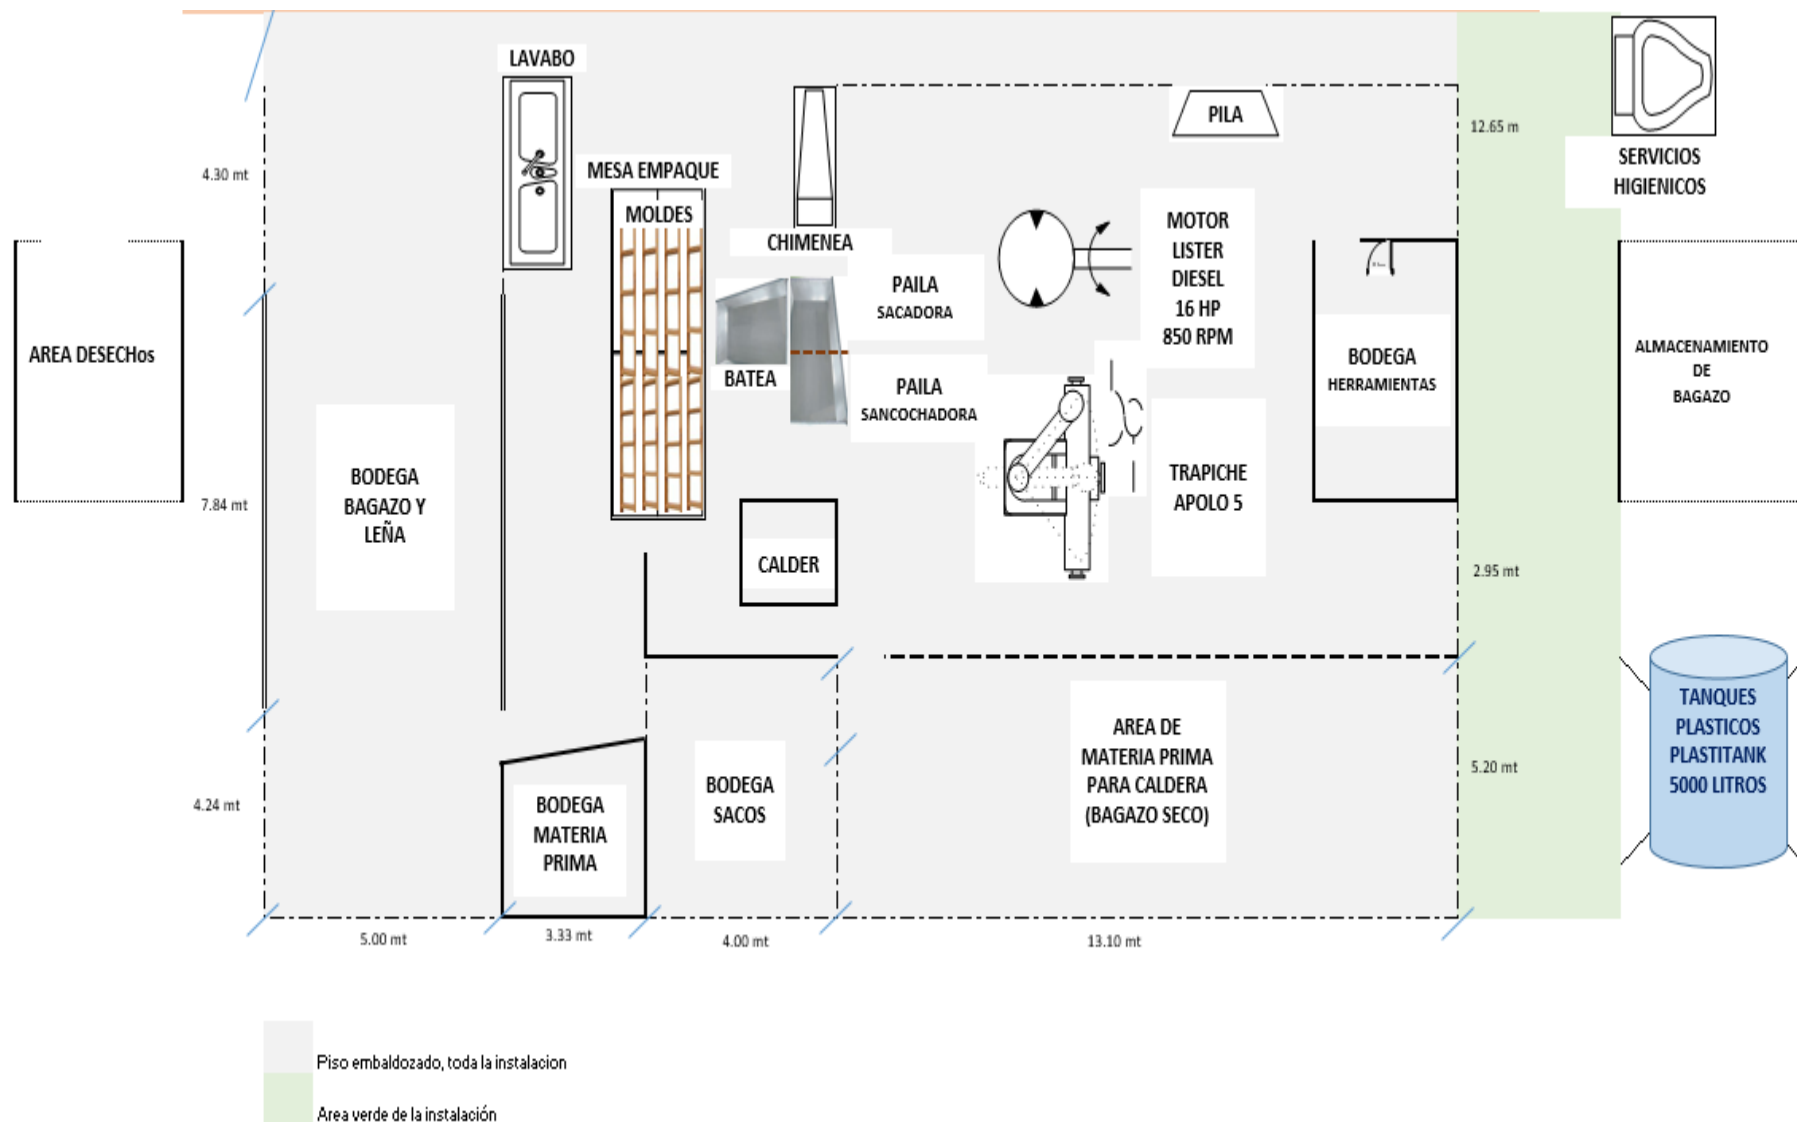 LAVABO
PILA
12.65 m
SERVICIOS
HIGIENICOS
4.30 mt
MESA EMPAQUE
MOLDES
CHIMENEA
MOTOR
LISTER
DIESEL
16 HP
850 RPM
PAILA
SACADORA
AREA DESECHos
BATEA
PAILA
SANCOCHADORA
BODEGA
HERRAMIENTAS
ALMACENAMIENTO
DE
BAGAZO
BODEGA
BAGAZO Y
LEÑA
7.84 mt
TRAPICHE
APOLO 5
CALDER
2.95 mt
TANQUES
PLASTICOS
PLASTITANK
5000 LITROS
AREA DE
MATERIA PRIMA
PARA CALDERA
(BAGAZO SECO)
5.20 mt
4.24 mt
BODEGA
MATERIA
PRIMA
BODEGA
SACOS
5.00 mt
3.33 mt
4.00 mt
13.10 mt
Piso embaldozado, toda la instalacion
Area verde de la instalación